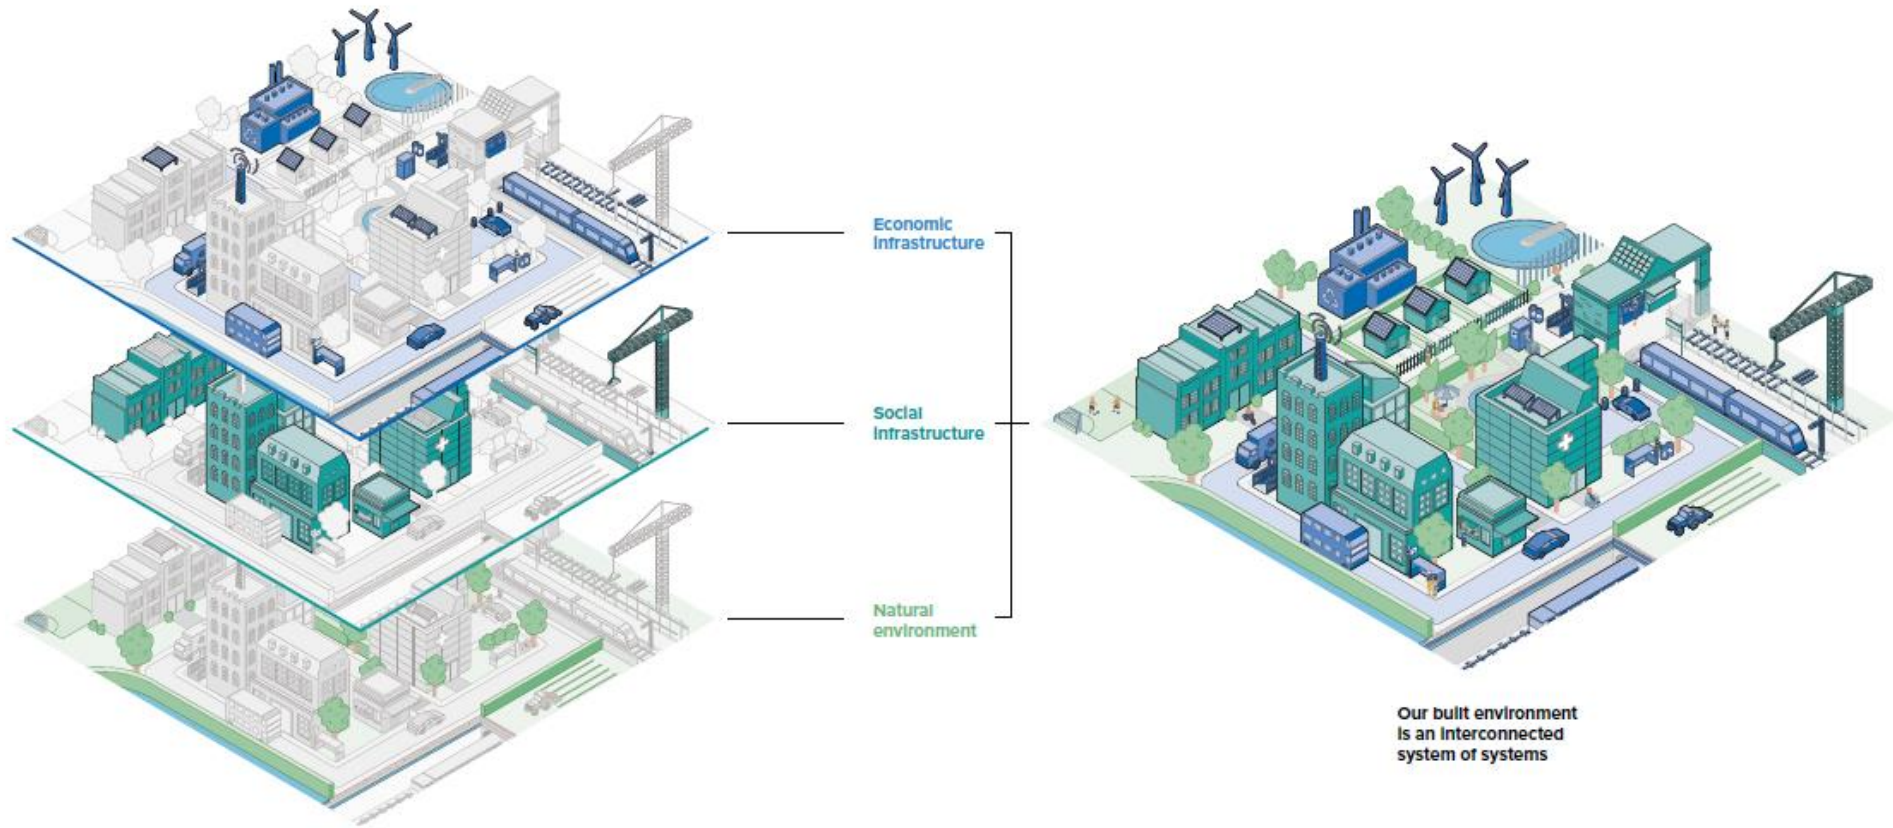 Economic
Infrastructure
Social
Infrastructure
Natural
environment
Our built environment
is an interconnected
system of systems